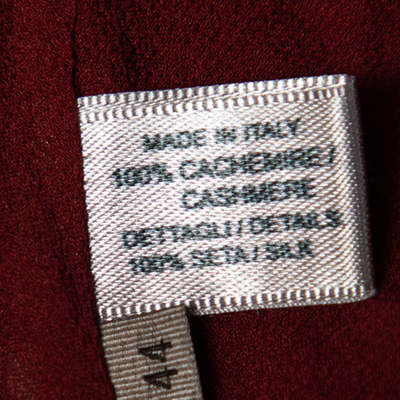 MADE IN ITALY
100% CACHEMIRE /
CASHMERE
DETTAGLI / DETAILS
100% SETA / SILK
44